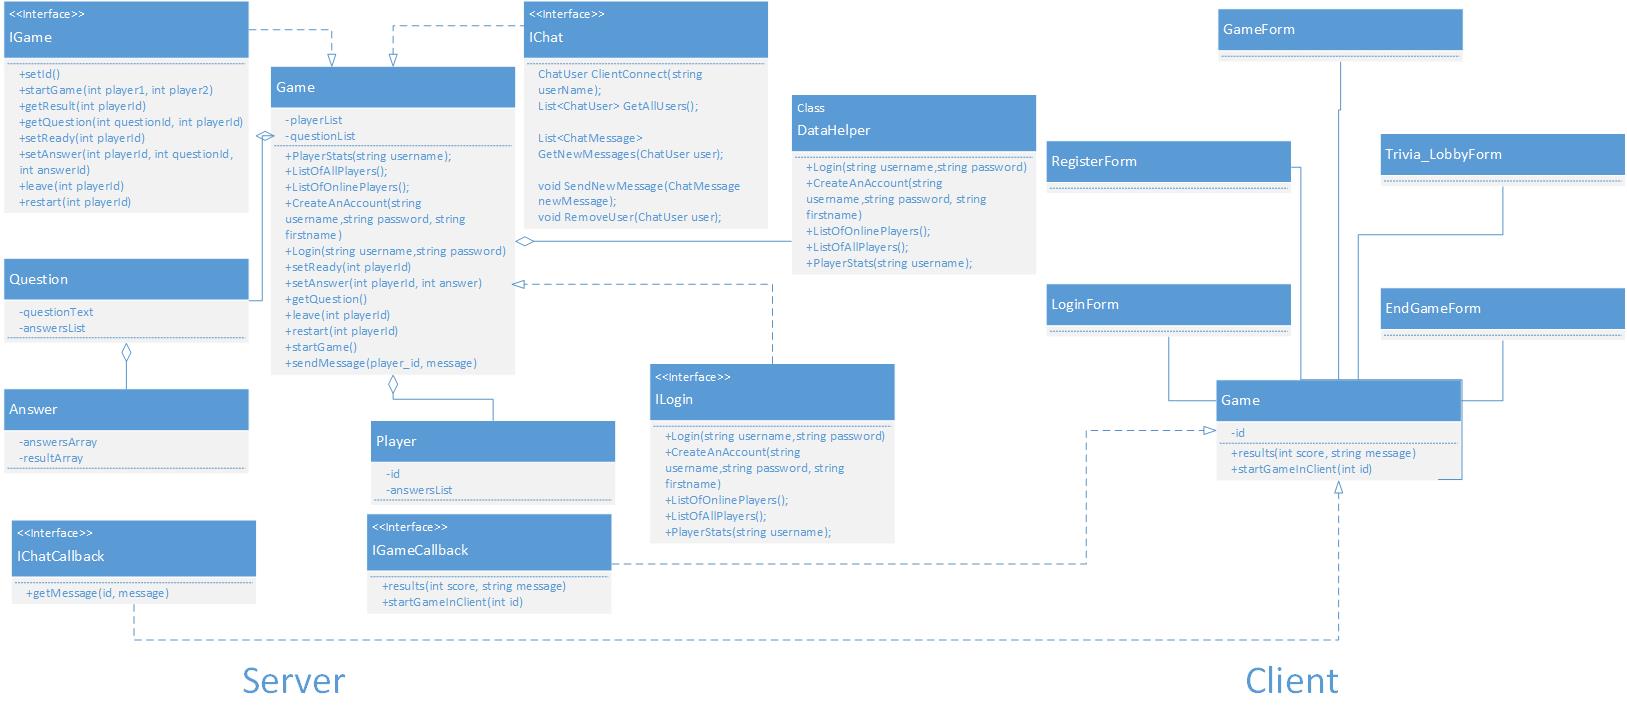 <<Interface>>
IGame
+setId()
+startGame(int player1, int player2)
+getResult(int playerId)
+getQuestion(int questionId, int playerId)
+setReady(int playerId)
+setAnswer(int playerId, int questionId,
int answerId)
+leave(int playerId)
+restart(int playerId)
Game
-playerList
-questionList
+PlayerStats(string username);
+ListOfAllPlayers();
+ListOfOnlinePlayers();
+CreateAnAccount(string
username,string password, string
firstname)
+Login(string username,string password)
+setReady(int playerId)
+setAnswer(int playerId, int answer)
+getQuestion()
+leave(int playerId)
+restart(int playerId)
+startGame()
+sendMessage(player_id, message)
<<Interface>>
IChat
ChatUser ClientConnect(string
userName);
List<ChatUser> GetAllUsers();
List<ChatMessage>
GetNewMessages(ChatUser user);
void SendNewMessage(ChatMessage
newMessage);
void RemoveUser(ChatUser user);
Class
DataHelper
+Login(string username,string password)
+CreateAnAccount(string
username,string password, string
firstname)
+ListOfOnlinePlayers();
+ListOfAllPlayers();
+PlayerStats(string username);
GameForm
RegisterForm
Trivia_LobbyForm
Question
-questionText
-answersList
LoginForm
EndGameForm
Answer
-answersArray
-resultArray
Player
-id
-answersList
<<Interface>>
ILogin
+Login(string username,string password)
+CreateAnAccount(string
username,string password, string
firstname)
+ListOfOnlinePlayers();
+ListOfAllPlayers();
+PlayerStats(string username);
Game
-id
+results(int score, string message)
+startGameInClient(int id)
<<Interface>>
IChatCallback
+getMessage(id, message)
<<Interface>>
IGameCallback
+results(int score, string message)
+startGameInClient(int id)
Server
Client